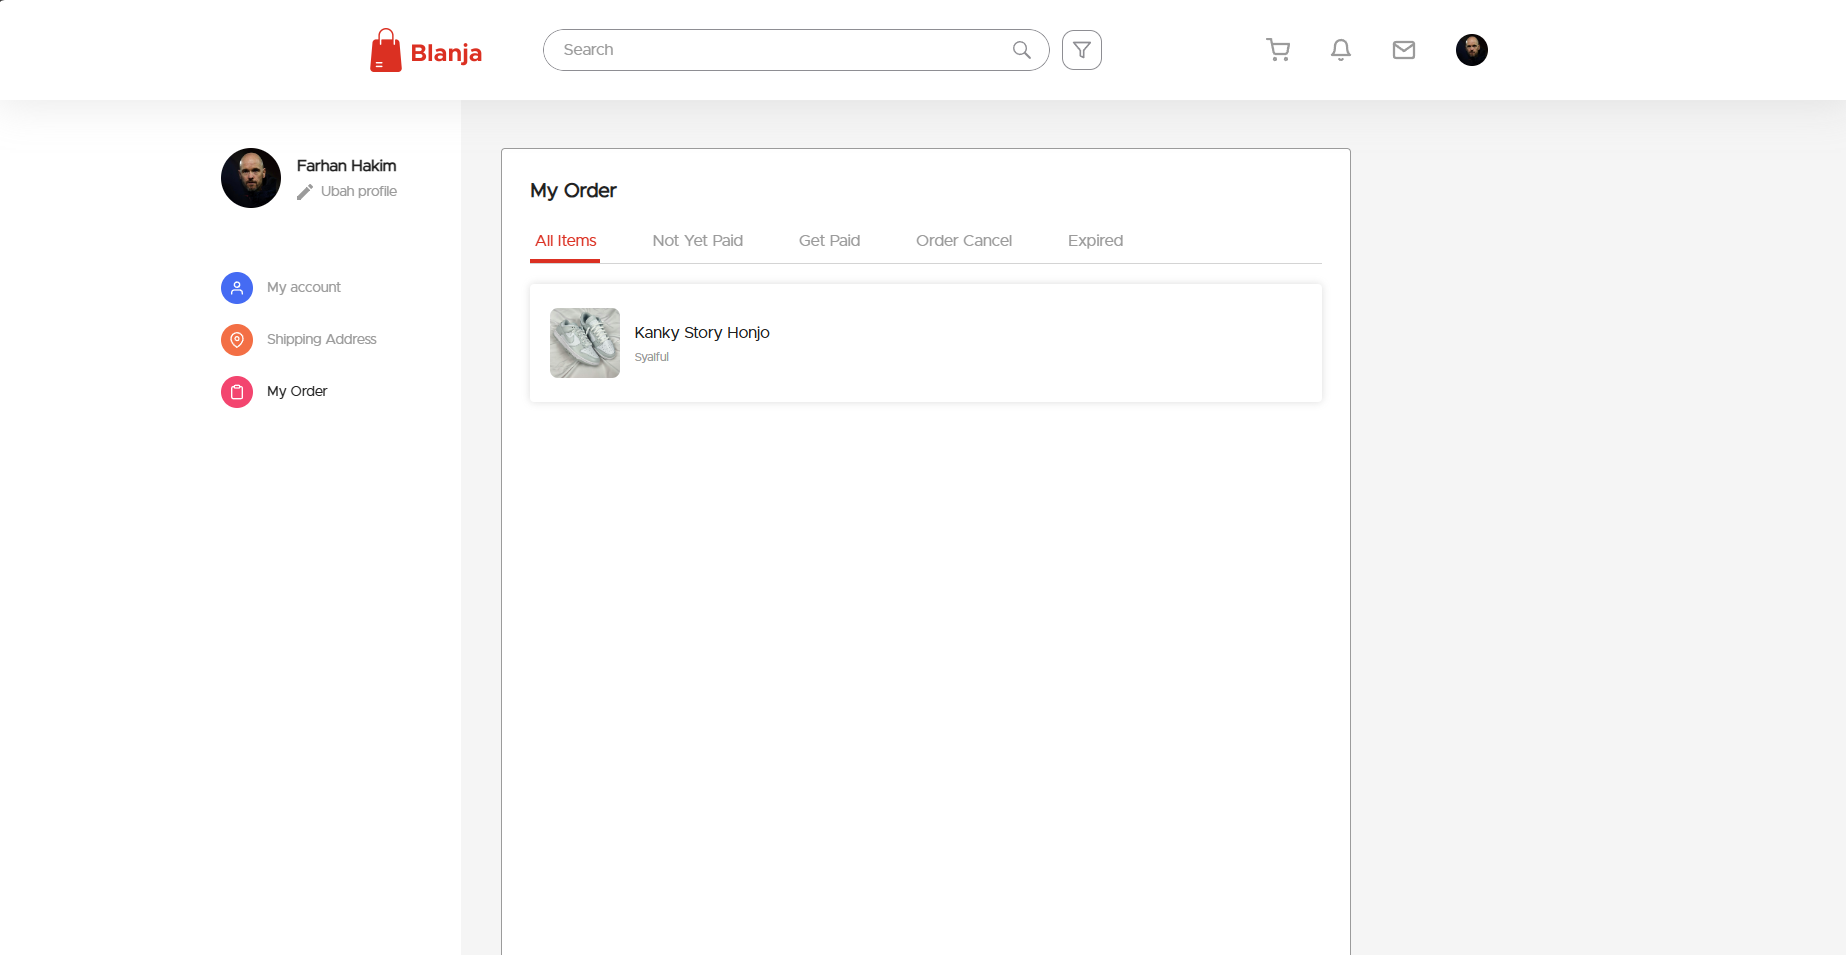 Blanja
Search
Farhan Hakim
Ubah profile
My account
Shipping Address
My Order
My Order
All Items
Not Yet Paid
Get Paid
Order Cancel
Expired
Kanky Story Honjo
Syaiful